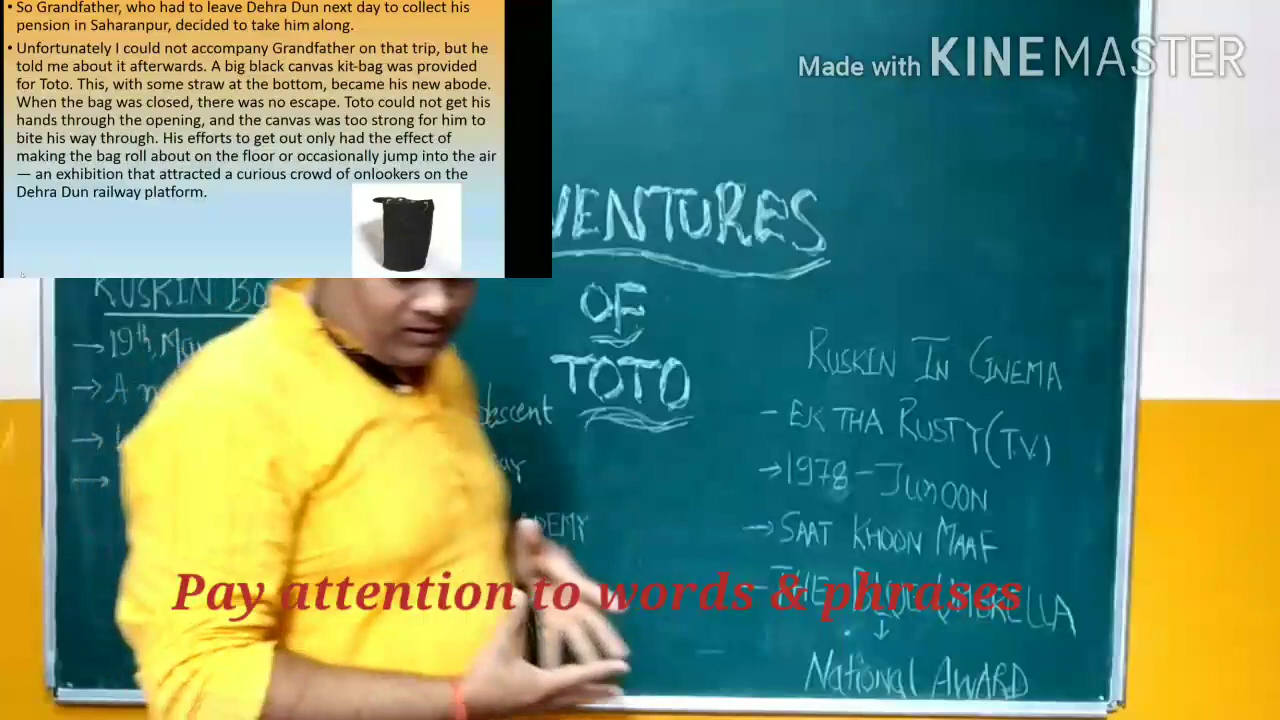 • So Grandfather, who had to leave Dehra Dun next day to collect his
pension in Saharanpur, decided to take him along.
• Unfortunately I could not accompany Grandfather on that trip, but he
told me about it afterwards. A big black canvas kit-bag was provided
for Toto. This, with some straw at the bottom, became his new abode.
When the bag was closed, there was no escape. Toto could not get his
hands through the opening, and the canvas was too strong for him to
bite his way through. His efforts to get out only had the effect of
making the bag roll about on the floor or occasionally jump into the air
— an exhibition that attracted a curious crowd of onlookers on the
Dehra Dun railway platform.
Made with KINEMASTER
VENTURES
OF
TOTO
RUSKIN BO
→ 19th May
→ A
→
→
RUSKIN IN CINEMA
- EK THA RUSTY (T.V)
→ 1978 - JUNOON
→ SAAT KHOON MAAF
- THE BLUE UMBRELLA
↓
NATIONAL AWARD
Pay attention to words & phrases